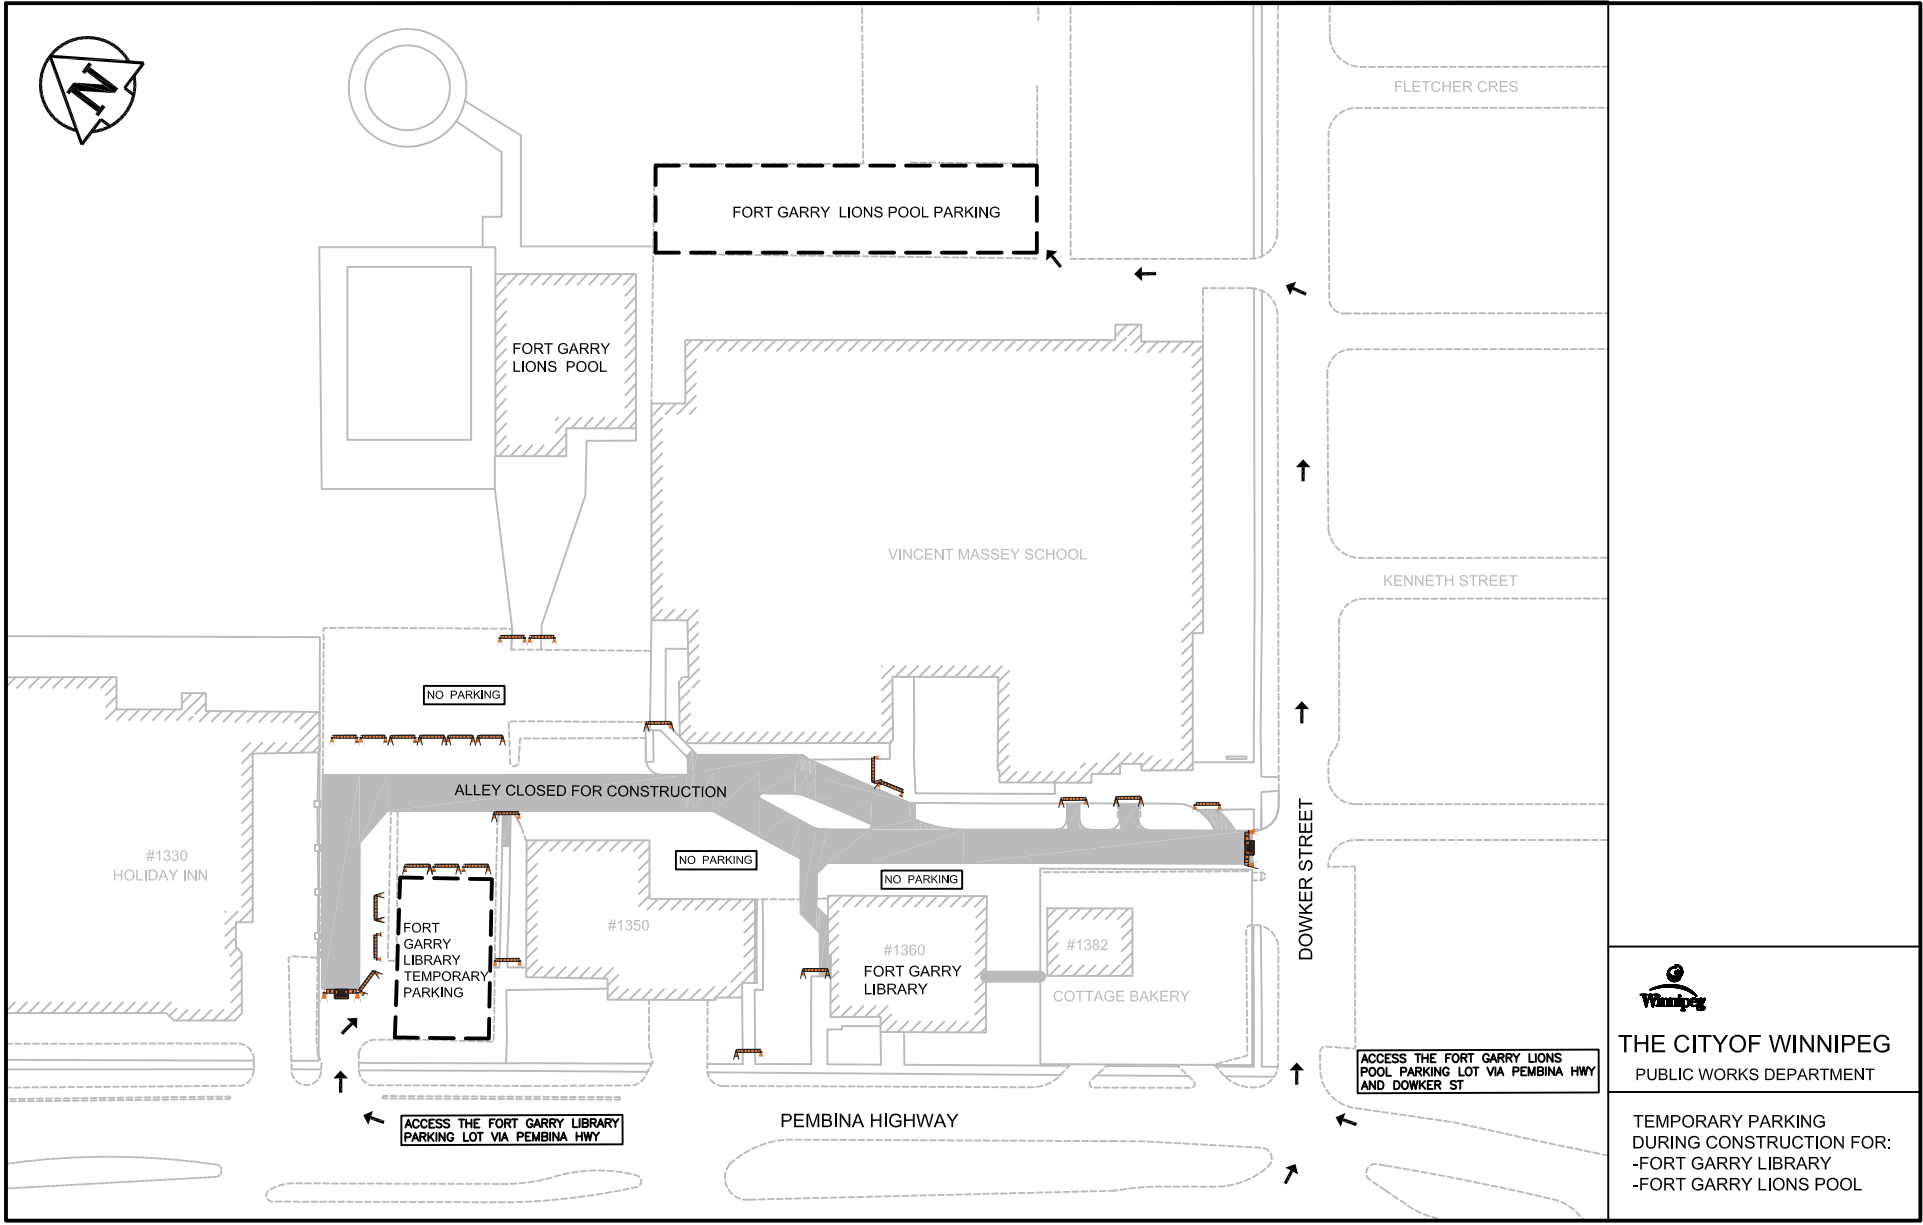 N
FLETCHER CRES
FORT GARRY LIONS POOL PARKING
FORT GARRY
LIONS POOL
VINCENT MASSEY SCHOOL
KENNETH STREET
NO PARKING
ALLEY CLOSED FOR CONSTRUCTION
#1330
HOLIDAY INN
NO PARKING
NO PARKING
DOWKER STREET
FORT
GARRY
LIBRARY
TEMPORARY
PARKING
#1350
#1360
FORT GARRY
LIBRARY
#1382
COTTAGE BAKERY
ACCESS THE FORT GARRY LIBRARY
PARKING LOT VIA PEMBINA HWY
PEMBINA HIGHWAY
ACCESS THE FORT GARRY LIONS
POOL PARKING LOT VIA PEMBINA HWY
AND DOWKER ST
Winnipeg
THE CITYOF WINNIPEG
PUBLIC WORKS DEPARTMENT
TEMPORARY PARKING
DURING CONSTRUCTION FOR:
-FORT GARRY LIBRARY
-FORT GARRY LIONS POOL